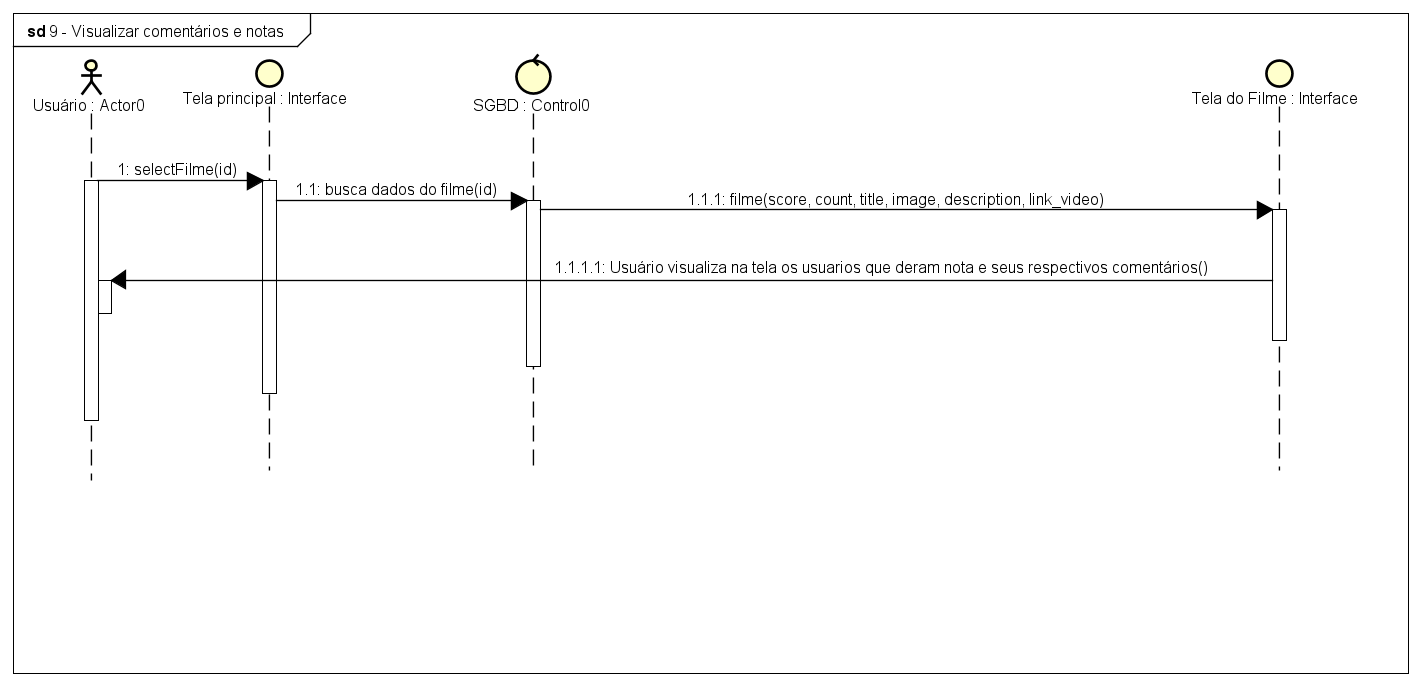 sd 9 - Visualizar comentários e notas
Usuário : Actor0
Tela principal : Interface
SGBD : Control0
Tela do Filme : Interface
1: selectFilme(id)
1.1: busca dados do filme(id)
1.1.1: filme(score, count, title, image, description, link_video)
1.1.1.1: Usuário visualiza na tela os usuarios que deram nota e seus respectivos comentários()